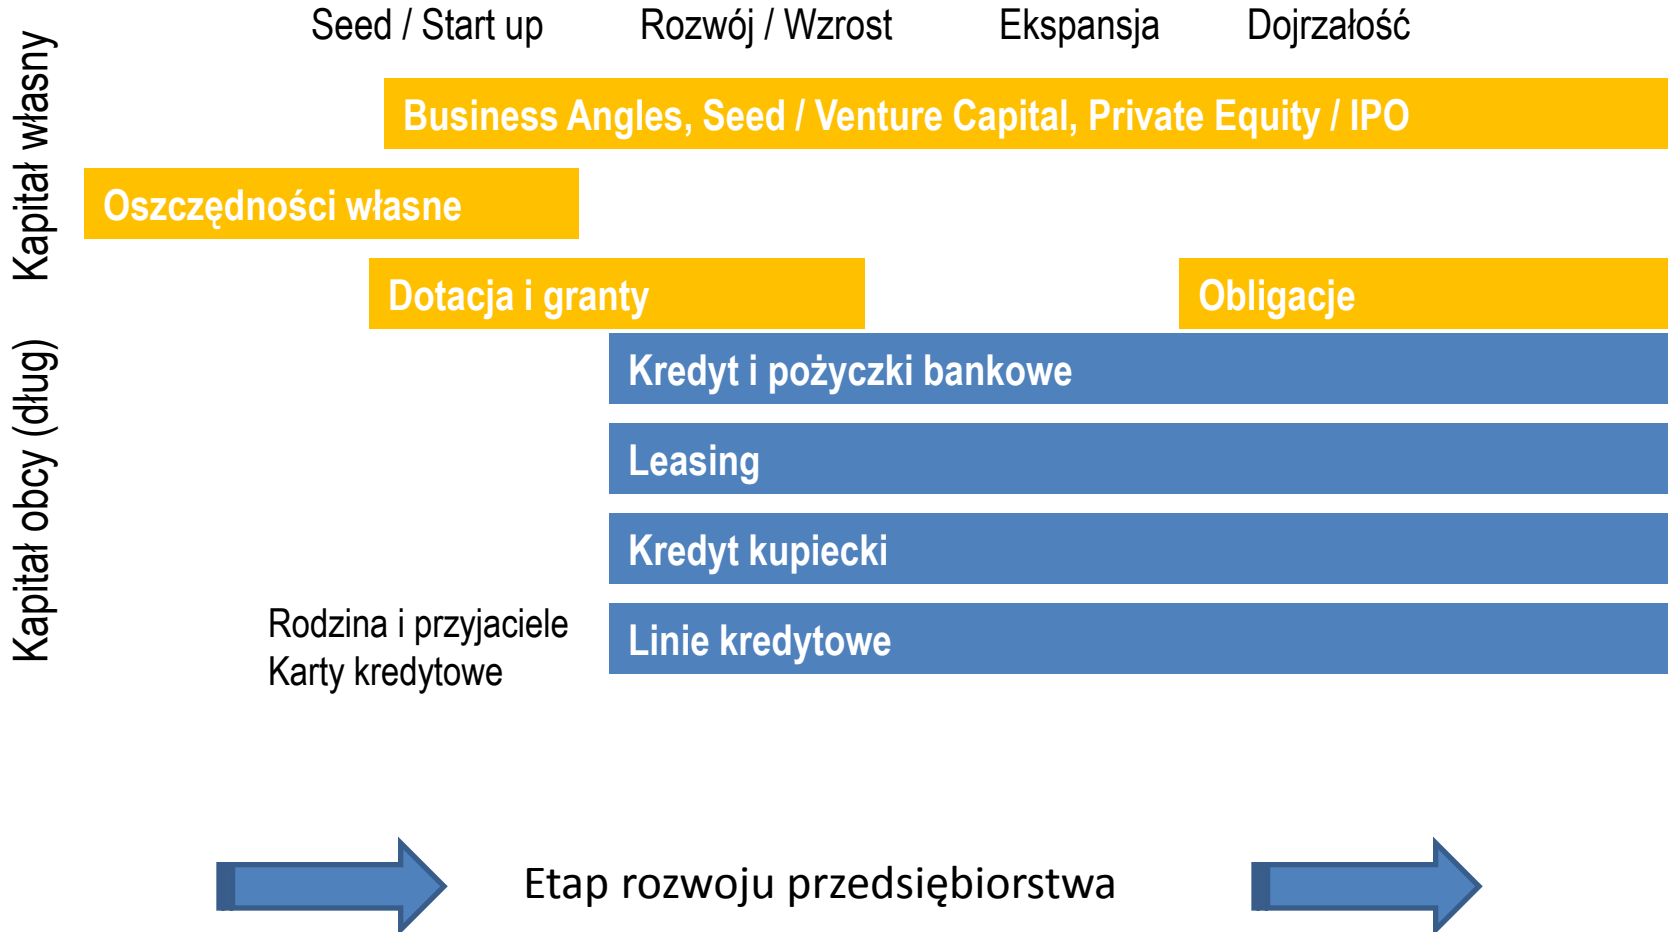 Seed / Start up
Rozwój / Wzrost
Ekspansja
Dojrzałość
Kapitał własny
Business Angles, Seed / Venture Capital, Private Equity / IPO
Oszczędności własne
Dotacja i granty
Obligacje
Kapitał obcy (dług)
Kredyt i pożyczki bankowe
Leasing
Kredyt kupiecki
Rodzina i przyjaciele
Karty kredytowe
Linie kredytowe
Etap rozwoju przedsiębiorstwa